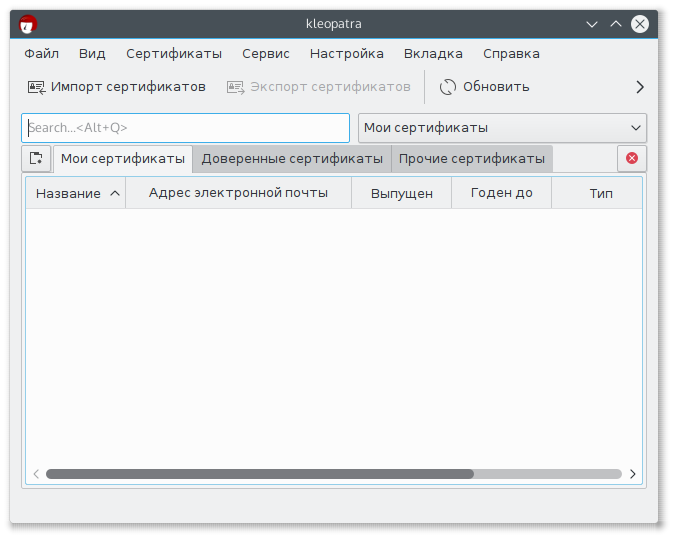 kleopatra
Файл Вид Сертификаты Сервис Настройка Вкладка Справка
Импорт сертификатов Экспорт сертификатов Обновить
Search...<Alt+Q> Мои сертификаты
Мои сертификаты Доверенные сертификаты Прочие сертификаты
Название Адрес электронной почты Выпущен Годен до Тип